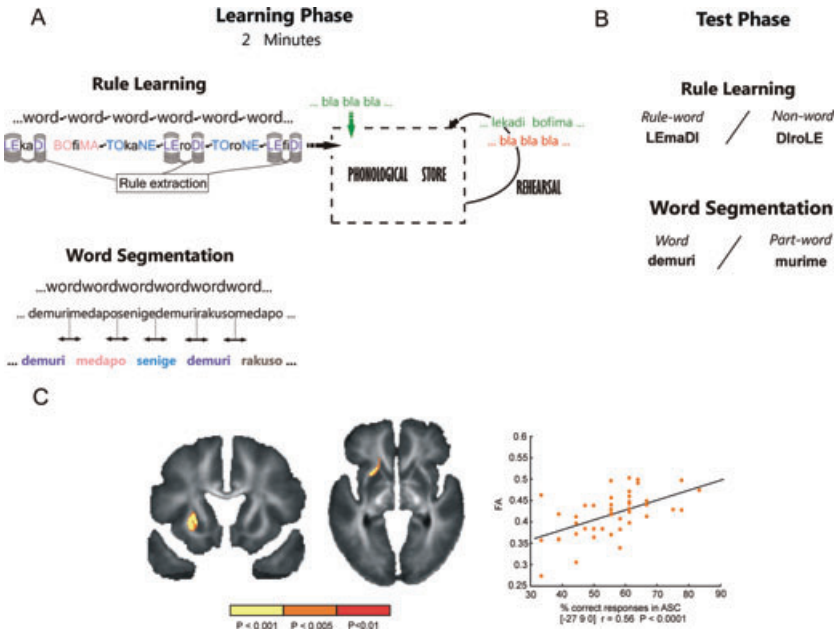 A
Learning Phase
2 Minutes
Rule Learning
...word-word-word-word-word-word...
LEkaDI BOfiMA-TOkaNE-LEroDI-TOroNE-LEfiDI
Rule extraction
... bla bla bla ...
PHONOLOGICAL STORE
... lekadi bofima ...
... bla bla bla ...
REHEARSAL
Word Segmentation
...wordwordwordwordwordword...
... demurimedaposenigedemurirakusomedapo ...
... demuri medapo senige demuri rakuso ...
B
Test Phase
Rule Learning
Rule-word / Non-word
LEmaDI DIroLE
Word Segmentation
Word / Part-word
demuri murime
C
P < 0.001 P < 0.005 P<0.01
FA
0.6
0.55
0.5
0.45
0.4
0.35
0.3
0.25
30 40 50 60 70 80 90
% correct responses in ASC
[-27 9 0] r = 0.56 P < 0.0001